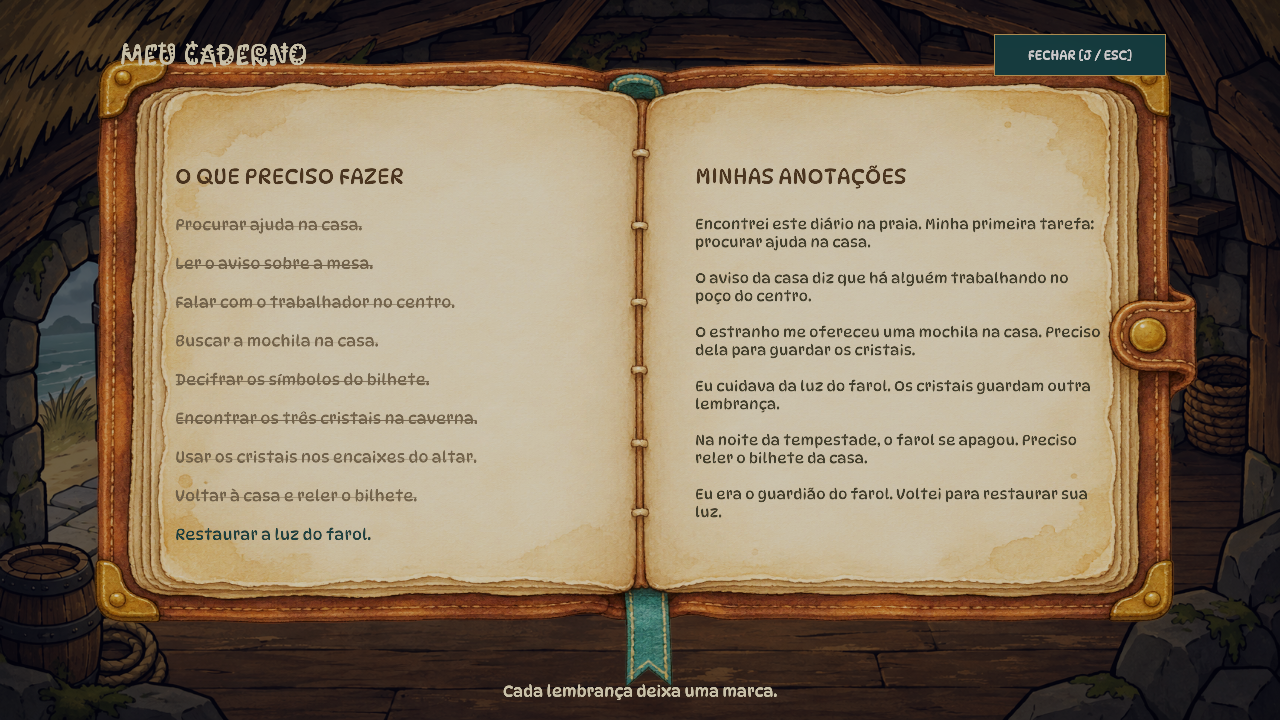 MEU CADERNO
FECHAR [J / ESC]
O QUE PRECISO FAZER
Procurar ajuda na casa.
Ler o aviso sobre a mesa.
Falar com o trabalhador no centro.
Buscar a mochila na casa.
Decifrar os símbolos do bilhete.
Encontrar os três cristais na caverna.
Usar os cristais nos encaixes do altar.
Voltar à casa e reler o bilhete.
Restaurar a luz do farol.
MINHAS ANOTAÇÕES
Encontrei este diário na praia. Minha primeira tarefa:
procurar ajuda na casa.
O aviso da casa diz que há alguém trabalhando no
poço do centro.
O estranho me ofereceu uma mochila na casa. Preciso
dela para guardar os cristais.
Eu cuidava da luz do farol. Os cristais guardam outra
lembrança.
Na noite da tempestade, o farol se apagou. Preciso
reler o bilhete da casa.
Eu era o guardião do farol. Voltei para restaurar sua
luz.
Cada lembrança deixa uma marca.